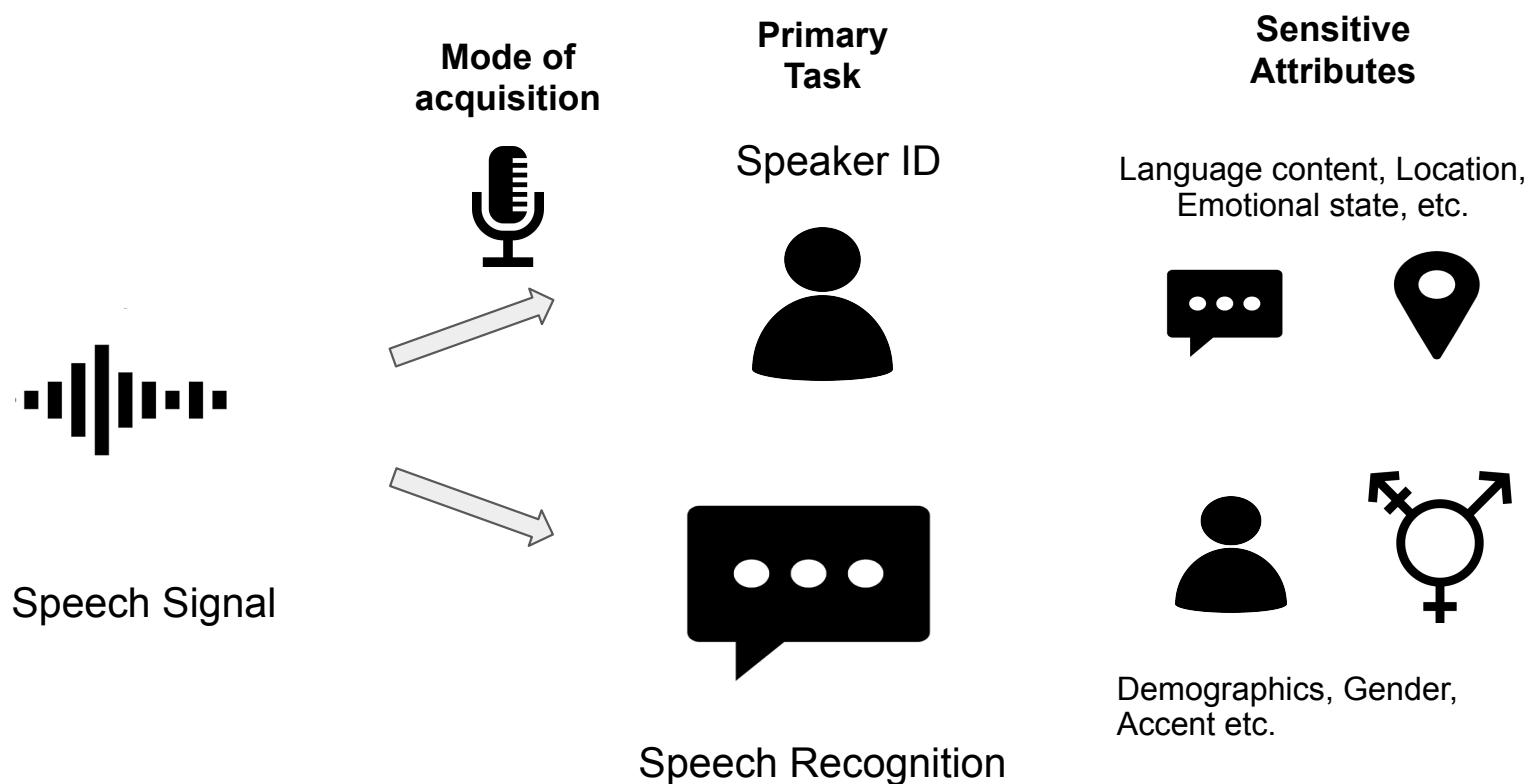 Mode of
acquisition
Primary
Task
Sensitive
Attributes
Speaker ID
Language content, Location,
Emotional state, etc.
Speech Signal
Demographics, Gender,
Accent etc.
Speech Recognition